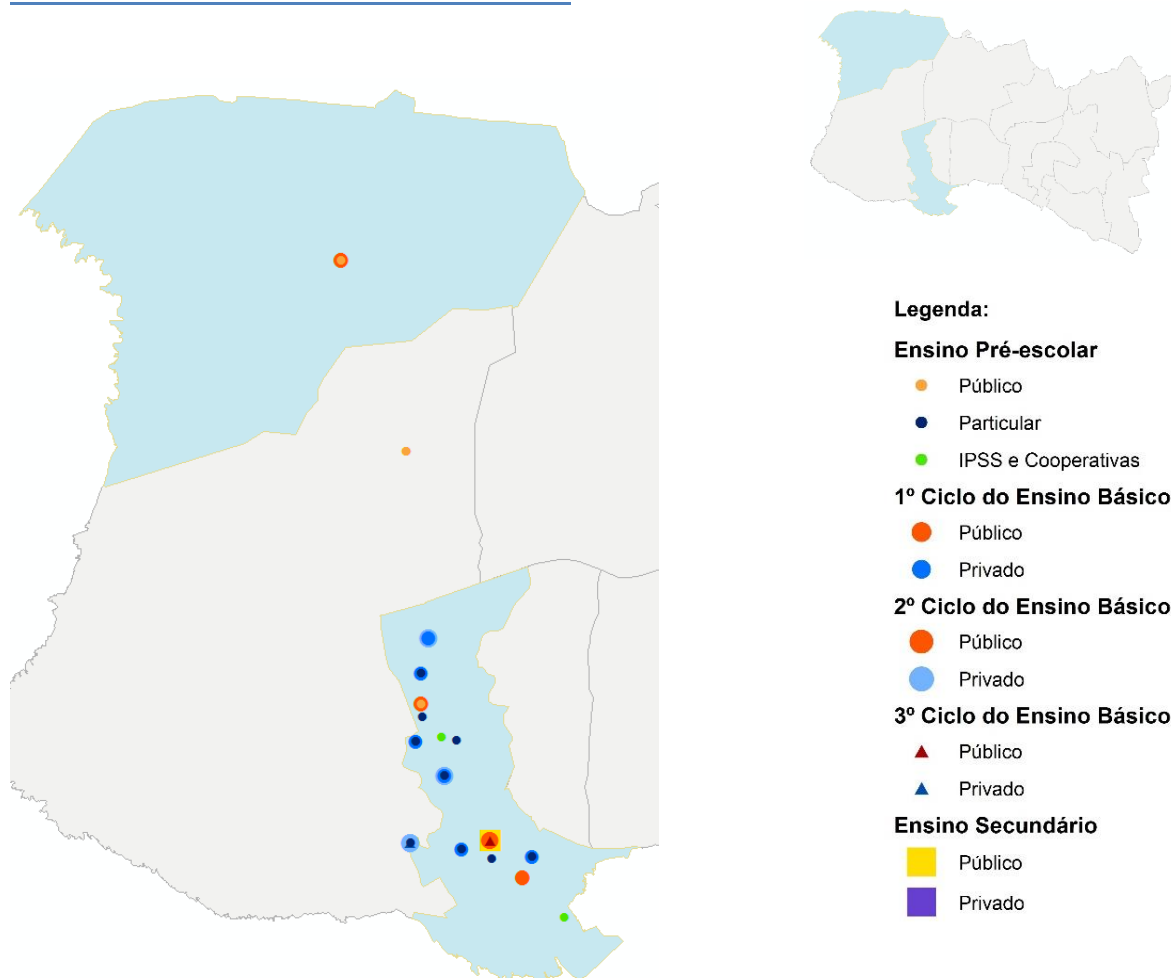 Legenda:
Ensino Pré-escolar
Público
Particular
IPSS e Cooperativas
1º Ciclo do Ensino Básico
Público
Privado
2º Ciclo do Ensino Básico
Público
Privado
3º Ciclo do Ensino Básico
Público
Privado
Ensino Secundário
Público
Privado